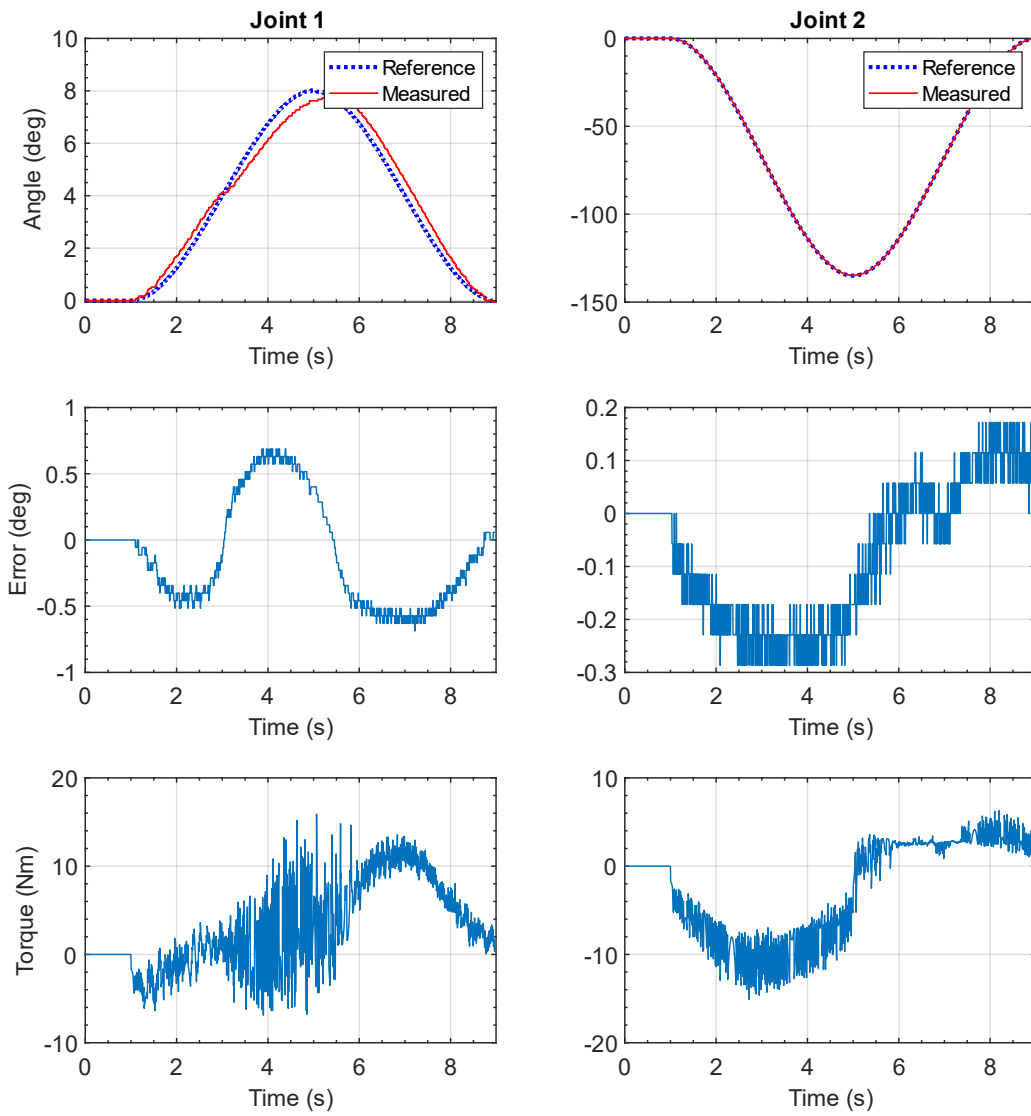 Joint 1
10
8
6
4
2
0
Angle (deg)
Reference
Measured
0 2 4 6 8
Time (s)
Joint 2
0
-50
-100
-150
Reference
Measured
0 2 4 6 8
Time (s)
1
0.5
0
-0.5
-1
Error (deg)
0 2 4 6 8
Time (s)
0.2
0.1
0
-0.1
-0.2
-0.3
0 2 4 6 8
Time (s)
20
10
0
-10
Torque (Nm)
0 2 4 6 8
Time (s)
10
0
-10
-20
0 2 4 6 8
Time (s)